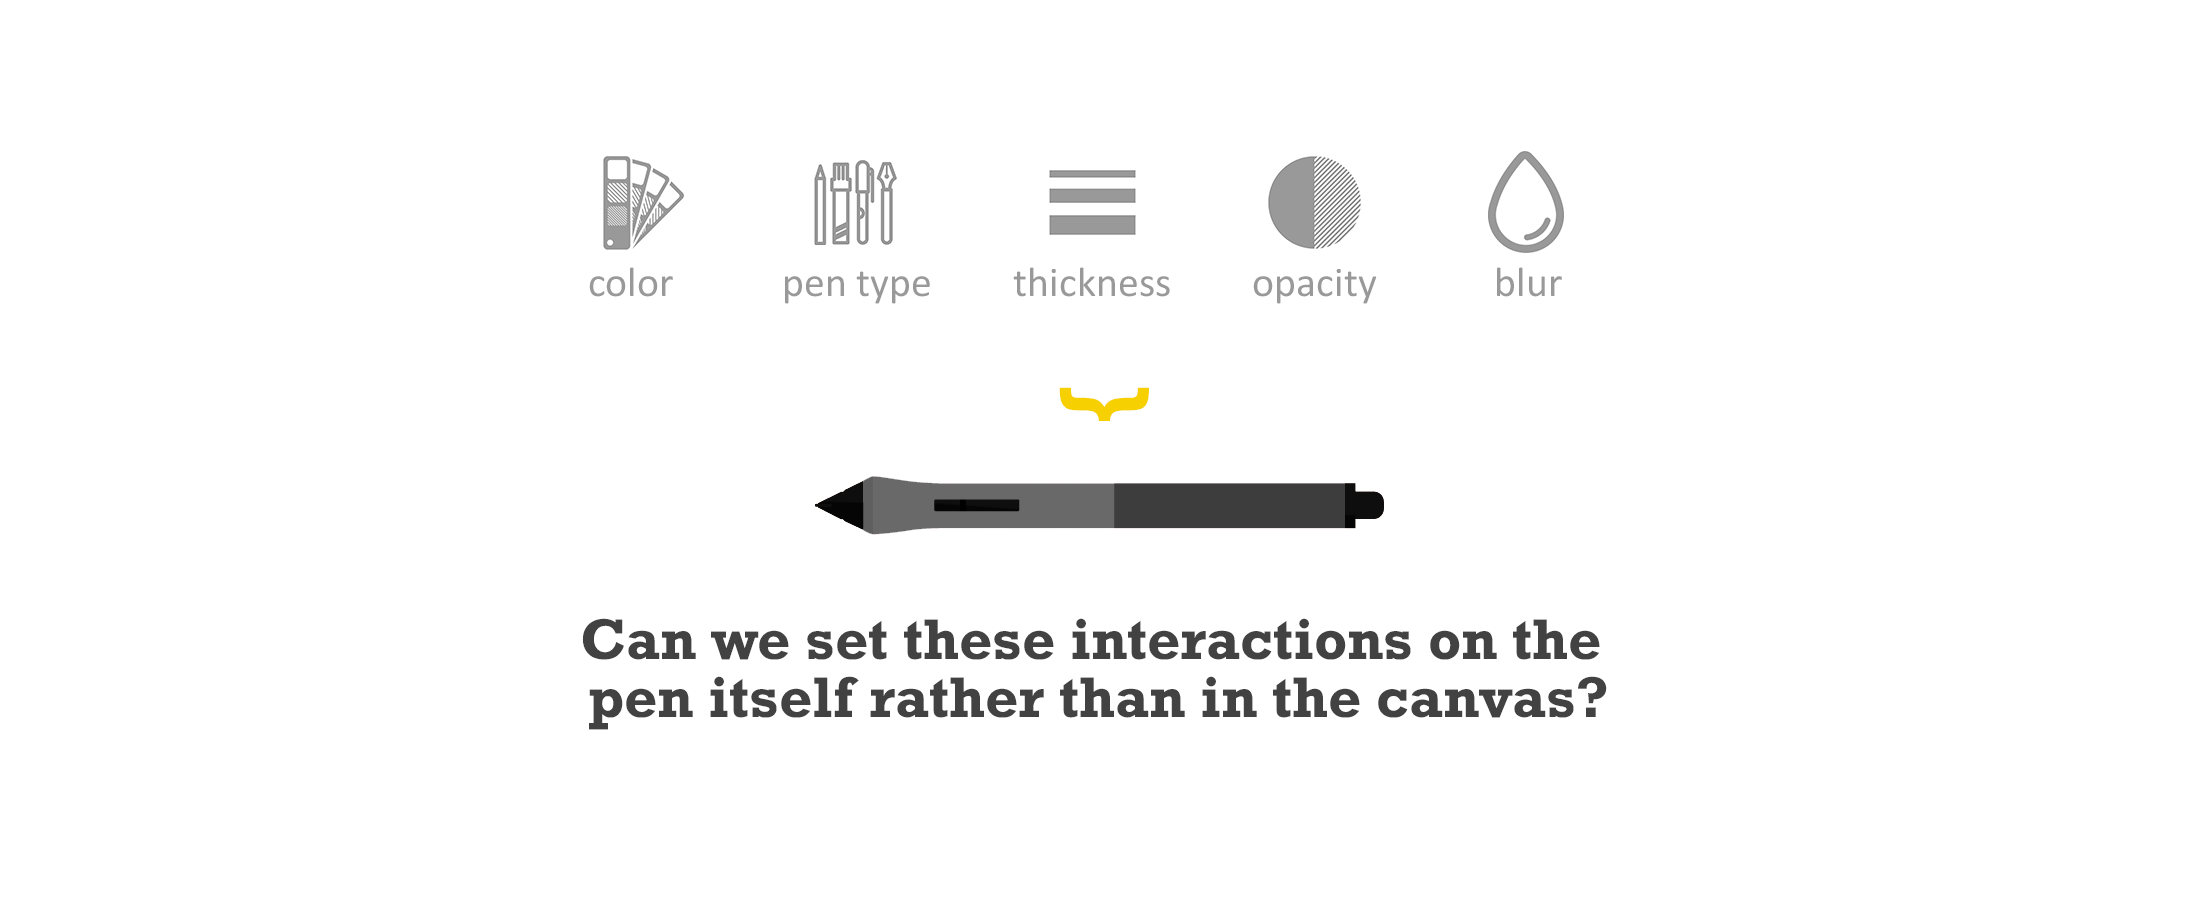 color
pen type
thickness
opacity
blur
Can we set these interactions on the
pen itself rather than in the canvas?